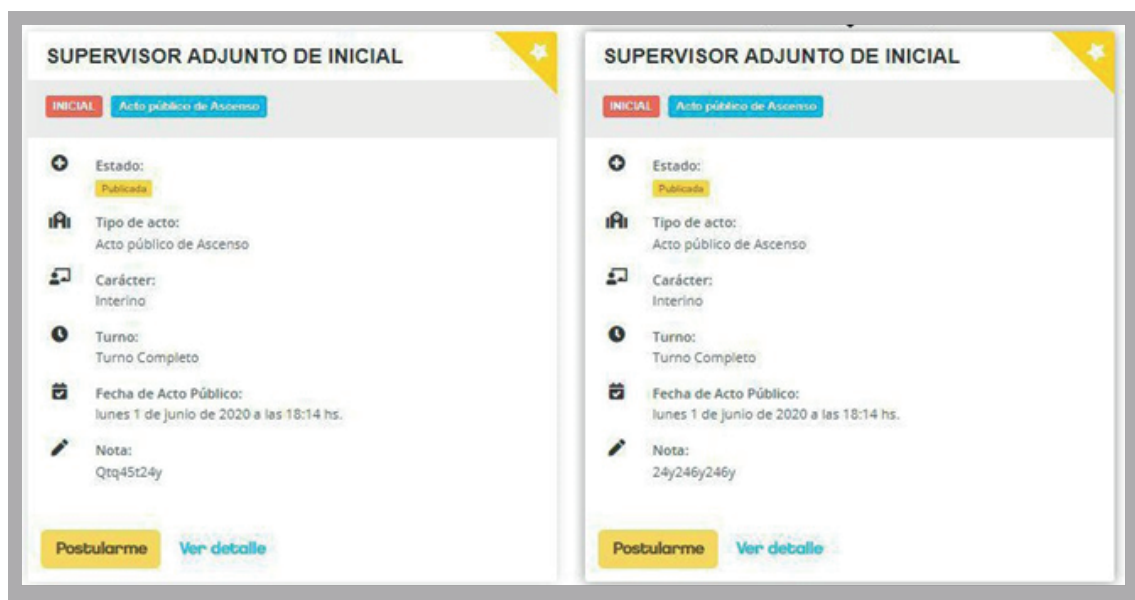 SUPERVISOR ADJUNTO DE INICIAL
INICIAL Acto público de Ascenso
Estado:
Publicada
Tipo de acto:
Acto público de Ascenso
Carácter:
Interino
Turno:
Turno Completo
Fecha de Acto Público:
lunes 1 de junio de 2020 a las 18:14 hs.
Nota:
Qtq45t24y
Postularme Ver detalle
SUPERVISOR ADJUNTO DE INICIAL
INICIAL Acto público de Ascenso
Estado:
Publicada
Tipo de acto:
Acto público de Ascenso
Carácter:
Interino
Turno:
Turno Completo
Fecha de Acto Público:
lunes 1 de junio de 2020 a las 18:14 hs.
Nota:
24y246y246y
Postularme Ver detalle